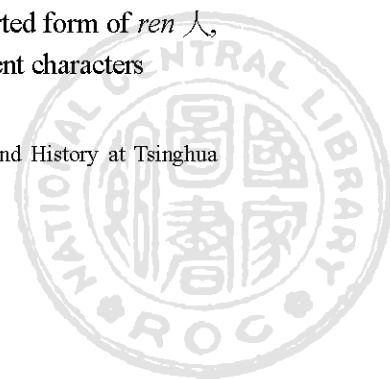 rted form of ren 人,
ent characters
nd History at Tsinghua
NATIONAL CENTRAL LIBRARY
國家圖書館
ROC